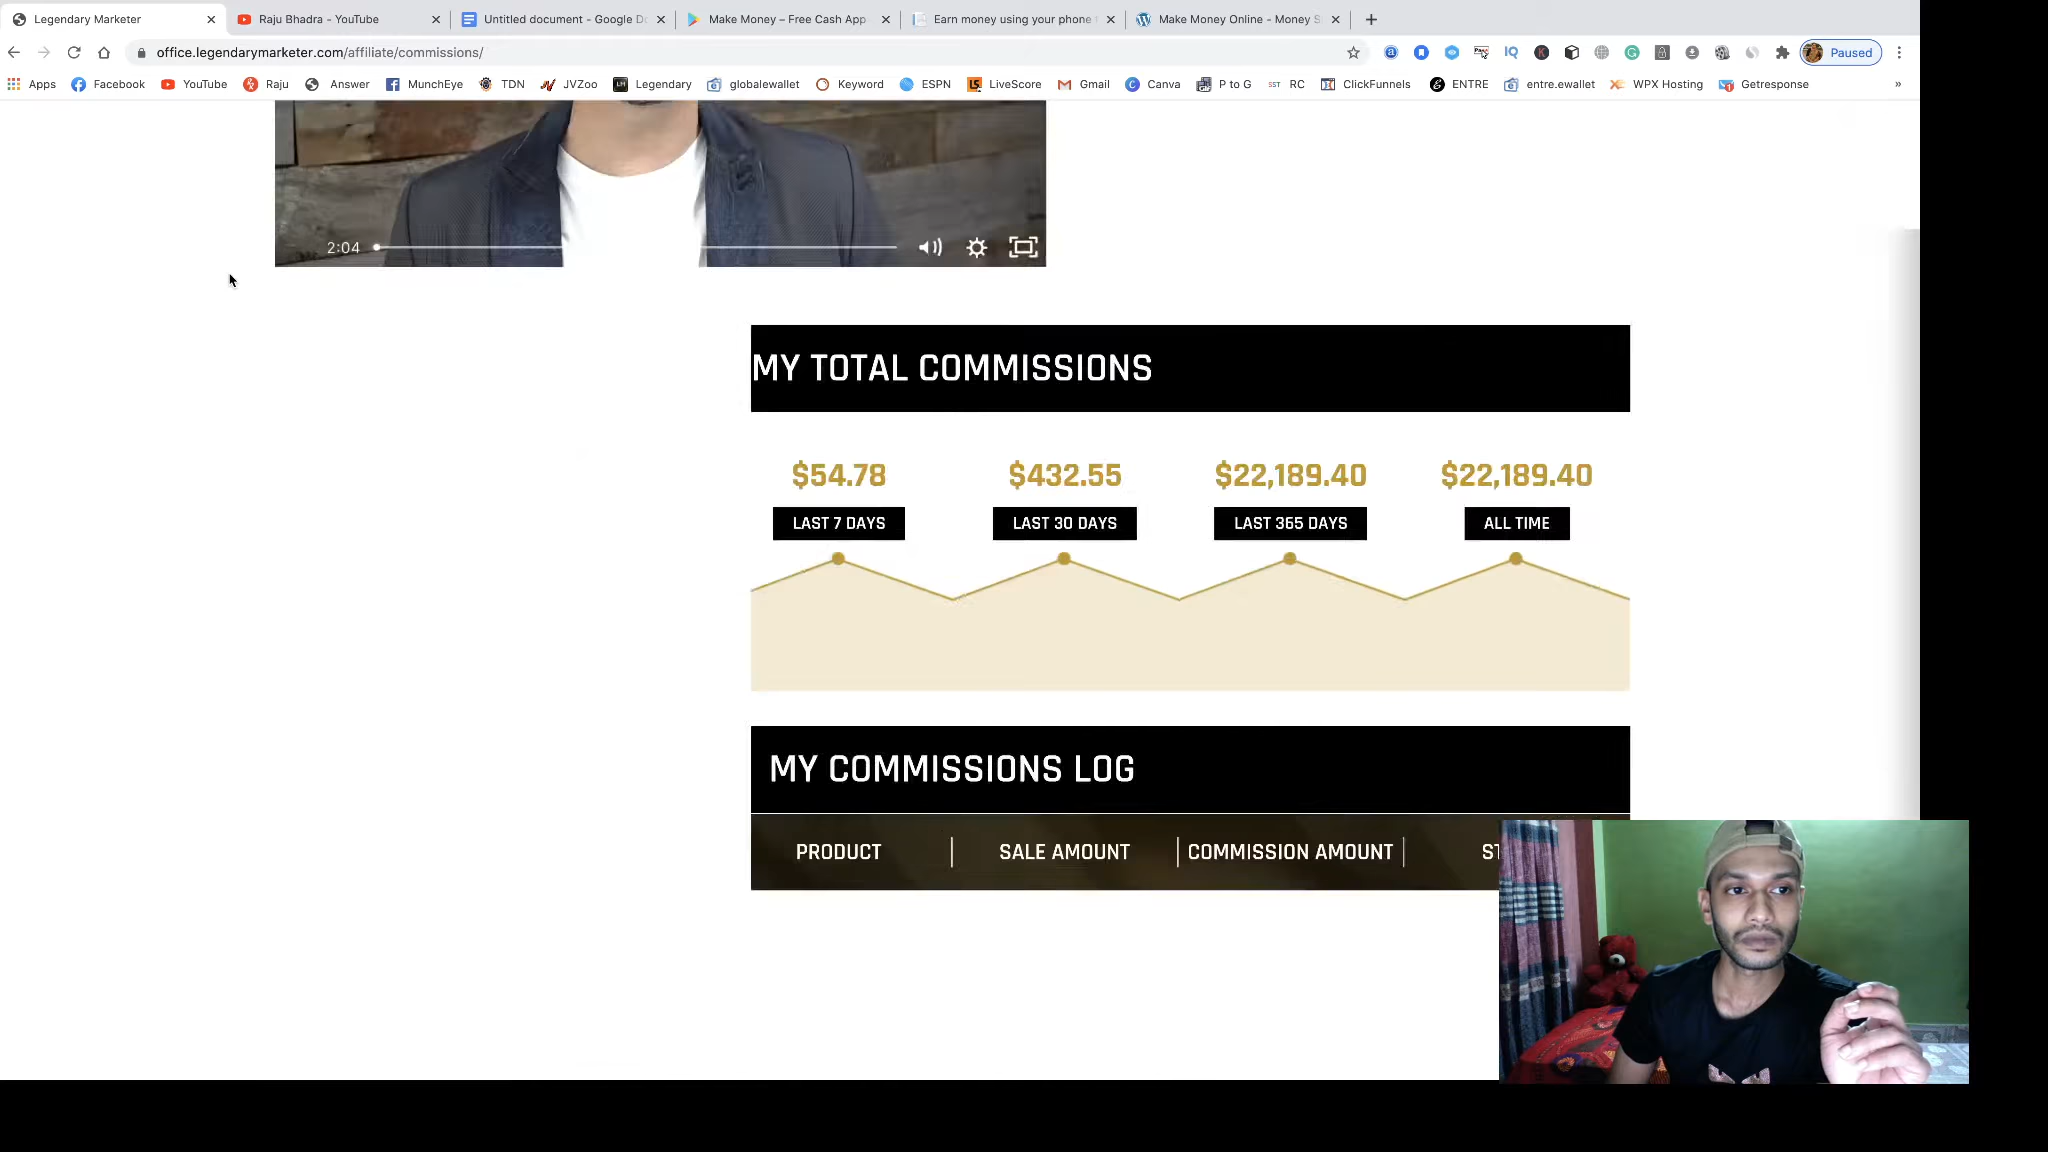 Legendary Marketer
Raju Bhadra - YouTube
Untitled document - Google Do
Make Money – Free Cash App
Earn money using your phone
Make Money Online - Money S
office.legendarymarketer.com/affiliate/commissions/
Paused
Apps Facebook YouTube Raju Answer MunchEye TDN JVZoo Legendary globalewallet Keyword ESPN LiveScore Gmail Canva P to G RC ClickFunnels ENTRE entre.ewallet WPX Hosting Getresponse »
2:04
MY TOTAL COMMISSIONS
$54.78 $432.55 $22,189.40 $22,189.40
LAST 7 DAYS LAST 30 DAYS LAST 365 DAYS ALL TIME
MY COMMISSIONS LOG
PRODUCT SALE AMOUNT COMMISSION AMOUNT